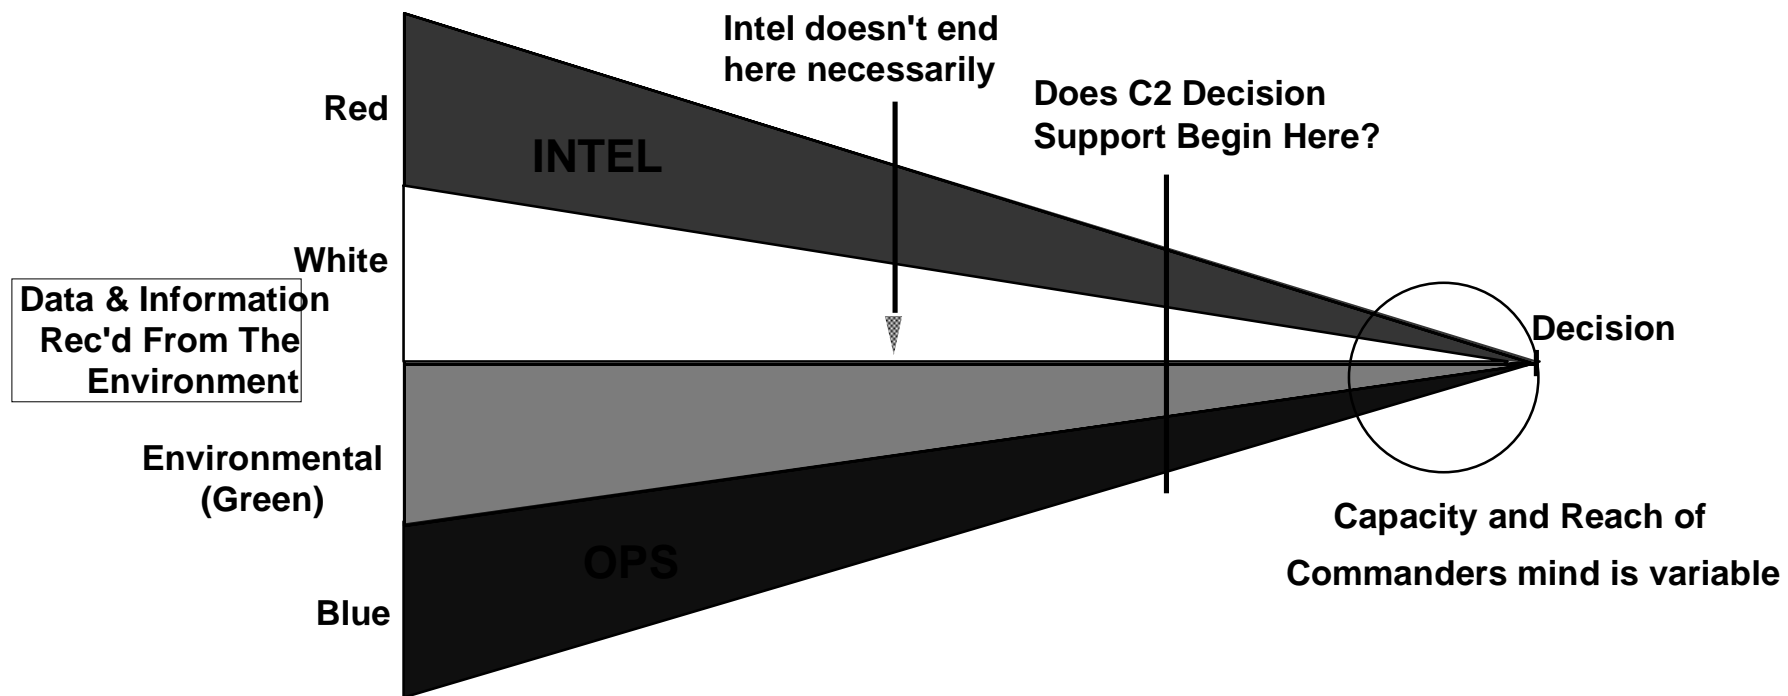 Intel doesn't end
here necessarily
Does C2 Decision
Support Begin Here?
Red
INTEL
White
Data & Information
Rec'd From The
Environment
Decision
Environmental
(Green)
Capacity and Reach of
Commanders mind is variable
OPS
Blue